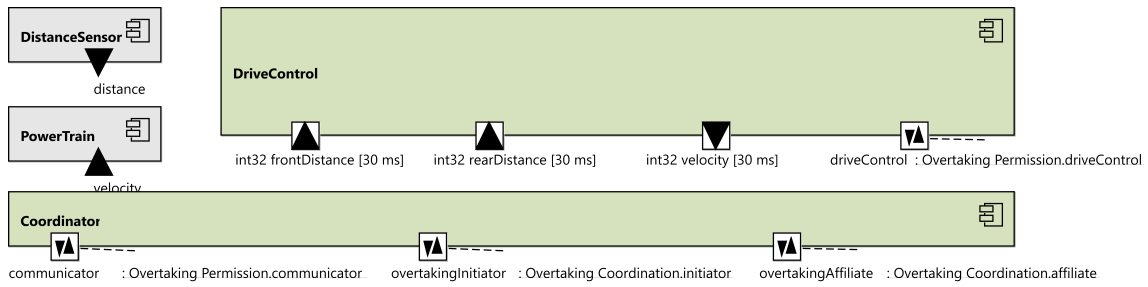 DistanceSensor
distance
DriveControl
PowerTrain
velocity
int32 frontDistance [30 ms]
int32 rearDistance [30 ms]
int32 velocity [30 ms]
driveControl : Overtaking Permission.driveControl
Coordinator
communicator : Overtaking Permission.communicator
overtakingInitiator : Overtaking Coordination.initiator
overtakingAffiliate : Overtaking Coordination.affiliate